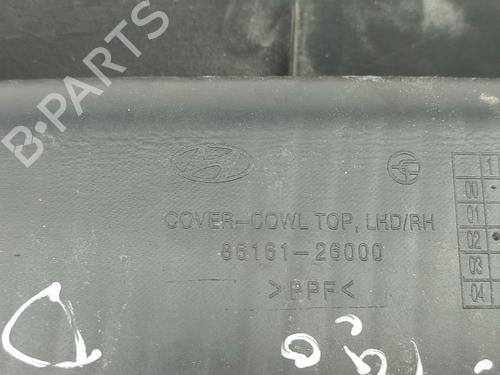 B-PARTS
COVER-COWL TOP, LHD/RH
86161-26000
>PPF<
1
00
01
02
03
04
D